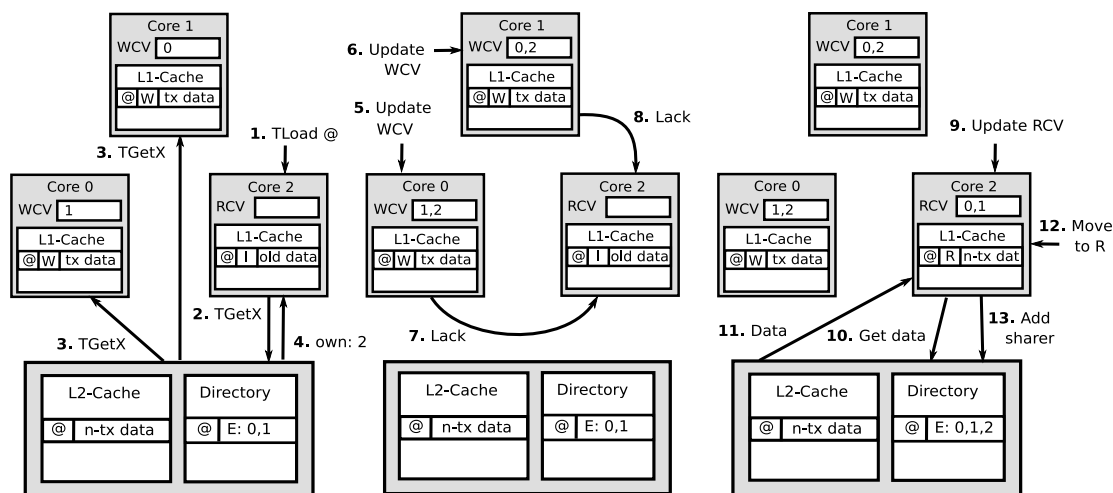 Core 1
WCV 0
L1-Cache
@ W tx data
3. TGetX
1. TLoad @
Core 0
WCV 1
L1-Cache
@ W tx data
Core 2
RCV
L1-Cache
@ I old data
3. TGetX
2. TGetX
4. own: 2
L2-Cache
@ n-tx data
Directory
@ E: 0,1
6. Update
WCV
Core 1
WCV 0,2
L1-Cache
@ W tx data
5. Update
WCV
8. Lack
Core 0
WCV 1,2
L1-Cache
@ W tx data
Core 2
RCV
L1-Cache
@ I old data
7. Lack
L2-Cache
@ n-tx data
Directory
@ E: 0,1
Core 1
WCV 0,2
L1-Cache
@ W tx data
9. Update RCV
Core 0
WCV 1,2
L1-Cache
@ W tx data
Core 2
RCV 0,1
L1-Cache
@ R n-tx dat
12. Move
to R
11. Data
10. Get data
13. Add
sharer
L2-Cache
@ n-tx data
Directory
@ E: 0,1,2